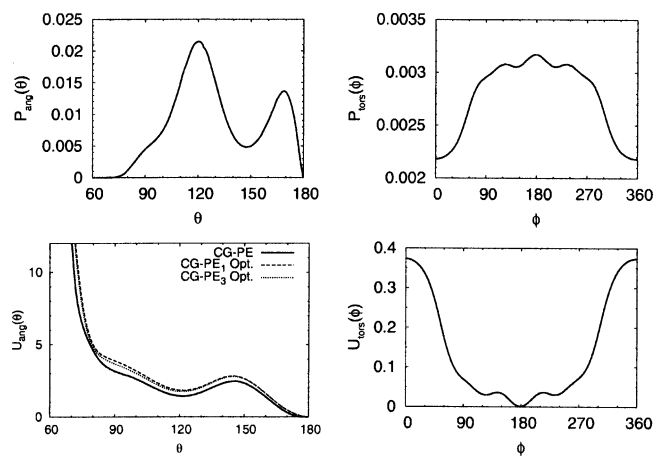 0.025
0.02
0.015
0.01
0.005
0
60 90 120 150 180
P_ang(θ)
θ
0.0035
0.003
0.0025
0.002
0 90 180 270 360
P_tors(ϕ)
ϕ
10
5
0
60 90 120 150 180
U_ang(θ)
θ
CG-PE
CG-PE₁ Opt.
CG-PE₃ Opt.
0.4
0.3
0.2
0.1
0
0 90 180 270 360
U_tors(ϕ)
ϕ